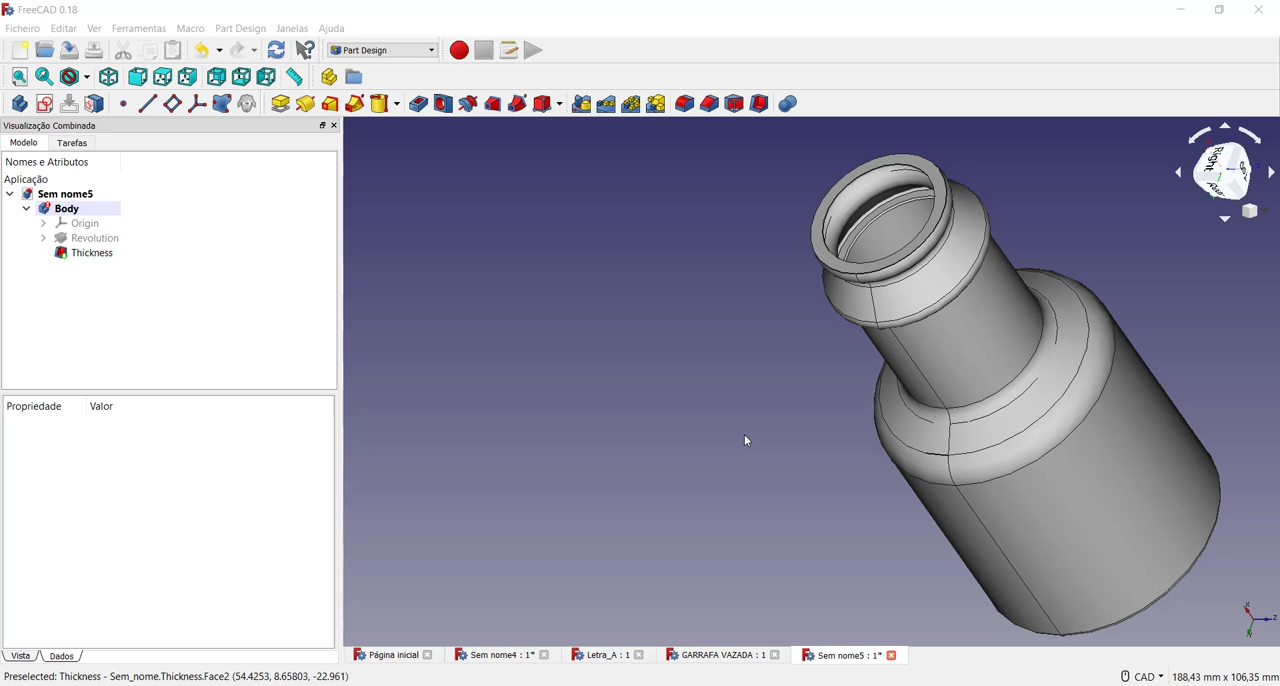 FreeCAD 0.18
Ficheiro Editar Ver Ferramentas Macro Part Design Janelas Ajuda
Part Design
Visualização Combinada
Modelo Tarefas
Nomes e Atributos
Aplicação
Sem nome5
Body
Origin
Revolution
Thickness
Right
Propriedade Valor
X
Z
Y
Vista Dados
Página inicial
Sem nome4 : 1*
Letra_A : 1
GARRAFA VAZADA : 1
Sem nome5 : 1*
Preselected: Thickness - Sem_nome.Thickness.Face2 (54.4253, 8.65803, -22.961)
CAD
188,43 mm x 106,35 mm